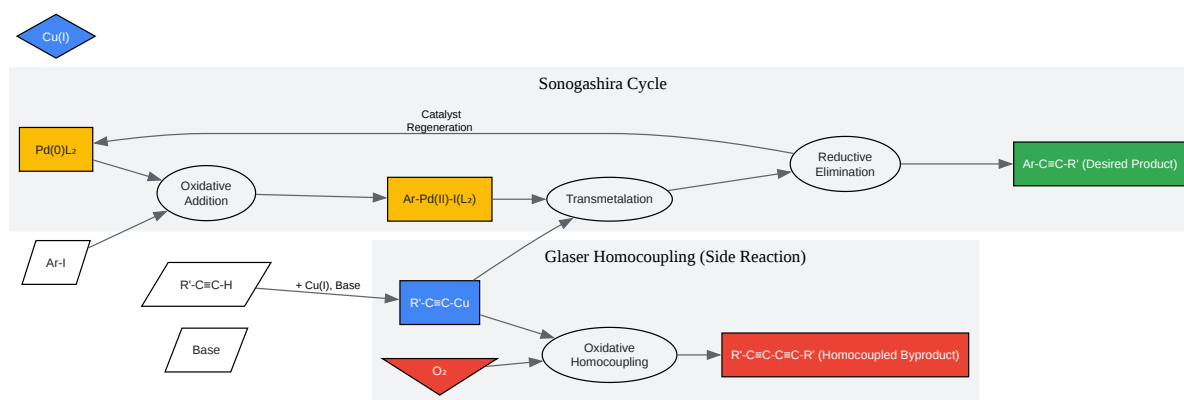 Cu(I)
Sonogashira Cycle
Catalyst
Regeneration
Pd(0)L₂
Reductive
Elimination
Ar-C≡C-R' (Desired Product)
Oxidative
Addition
Ar-Pd(II)-I(L₂)
Transmetalation
Ar-I
Glaser Homocoupling (Side Reaction)
R'-C≡C-H
+ Cu(I), Base
R'-C≡C-Cu
Base
Oxidative
Homocoupling
R'-C≡C-C≡C-R' (Homocoupled Byproduct)
O₂